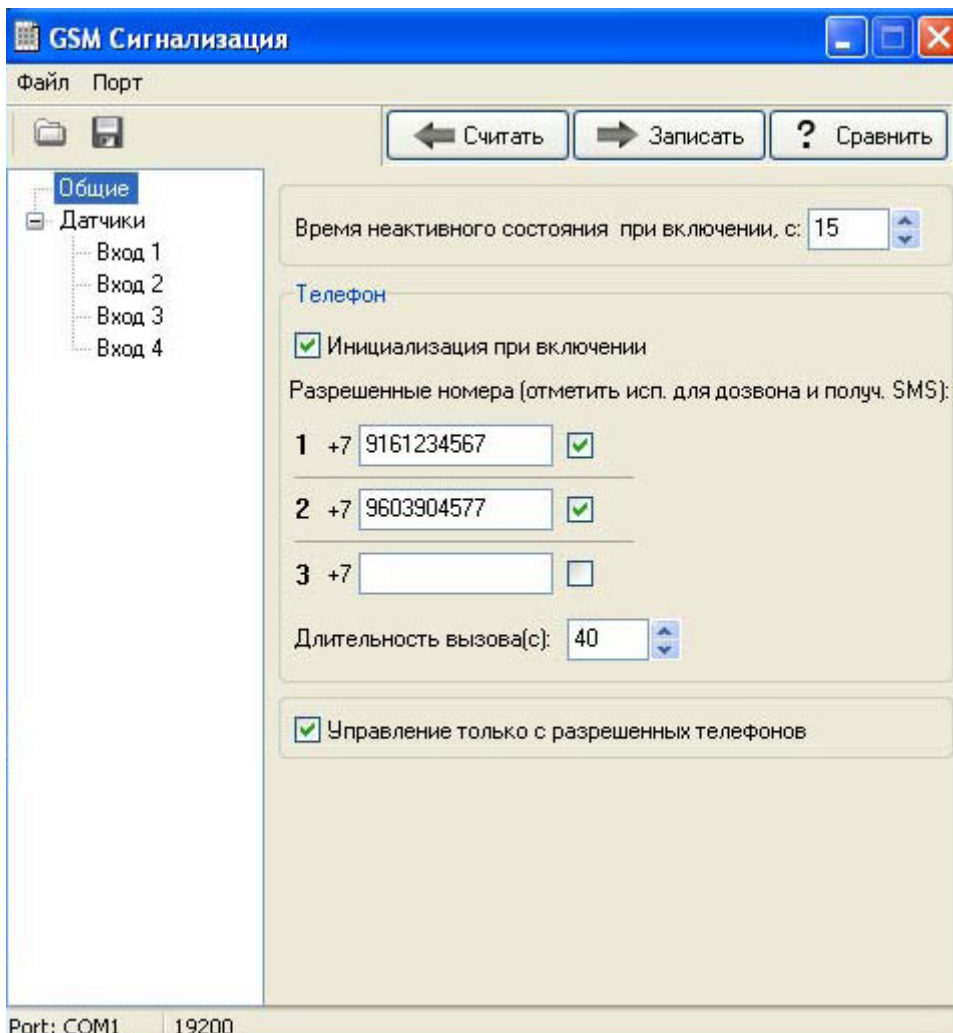 GSM Сигнализация
Файл Порт
Считать Записать ? Сравнить
Общие
Датчики
Вход 1
Вход 2
Вход 3
Вход 4
Время неактивного состояния при включении, с: 15
Телефон
Инициализация при включении
Разрешенные номера (отметить исп. для дозвона и получ. SMS):
1 +7 9161234567
2 +7 9603904577
3 +7
Длительность вызова(с): 40
Управление только с разрешенных телефонов
Port: COM1 19200